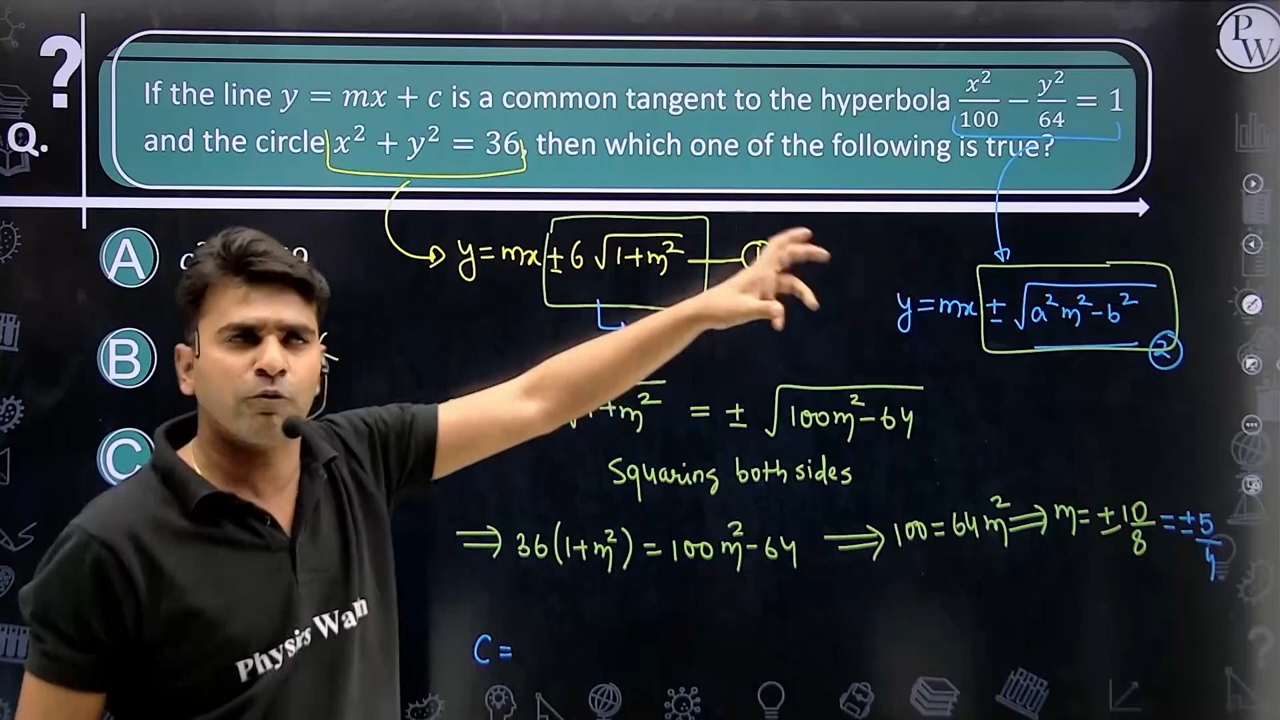 PW
?
Q.
If the line y = mx + c is a common tangent to the hyperbola x²/100 − y²/64 = 1
and the circle x² + y² = 36, then which one of the following is true?
A
y = mx ± 6√(1+m²)
y = mx ± √(a²m²−b²)
2
B
+m² = ± √(100m²−64)
C
Squaring both sides
⇒ 36(1+m²) = 100m²−64 ⇒ 100 = 64m² ⇒ m = ±10/8 = ±5/4
C =
Physics Wa